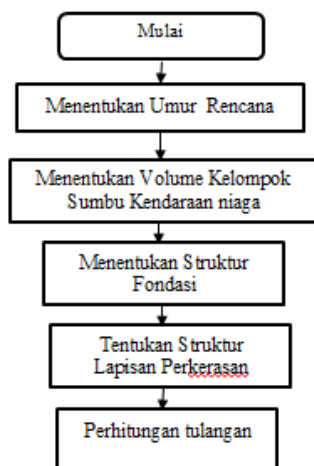 Mulai
Menentukan Umur Rencana
Menentukan Volume Kelompok
Sumbu Kendaraan niaga
Menentukan Struktur
Fondasi
Tentukan Struktur
Lapisan Perkerasan
Perhitungan tulangan